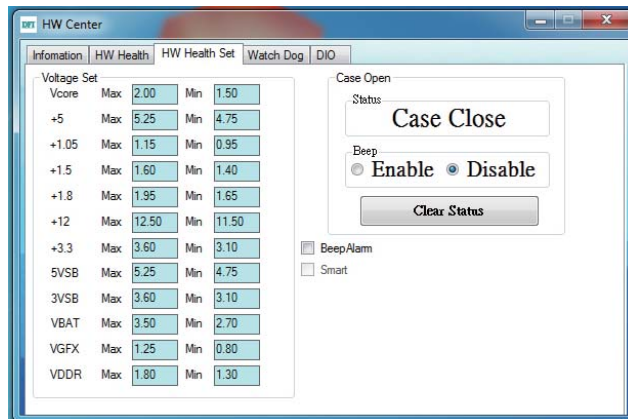 DFI HW Center
Infomation HW Health HW Health Set Watch Dog DIO
Voltage Set
Vcore Max 2.00 Min 1.50
+5 Max 5.25 Min 4.75
+1.05 Max 1.15 Min 0.95
+1.5 Max 1.60 Min 1.40
+1.8 Max 1.95 Min 1.65
+12 Max 12.50 Min 11.50
+3.3 Max 3.60 Min 3.10
5VSB Max 5.25 Min 4.75
3VSB Max 3.60 Min 3.10
VBAT Max 3.50 Min 2.70
VGFX Max 1.25 Min 0.80
VDDR Max 1.80 Min 1.30
Case Open
Status
Case Close
Beep
Enable Disable
Clear Status
BeepAlarm
Smart